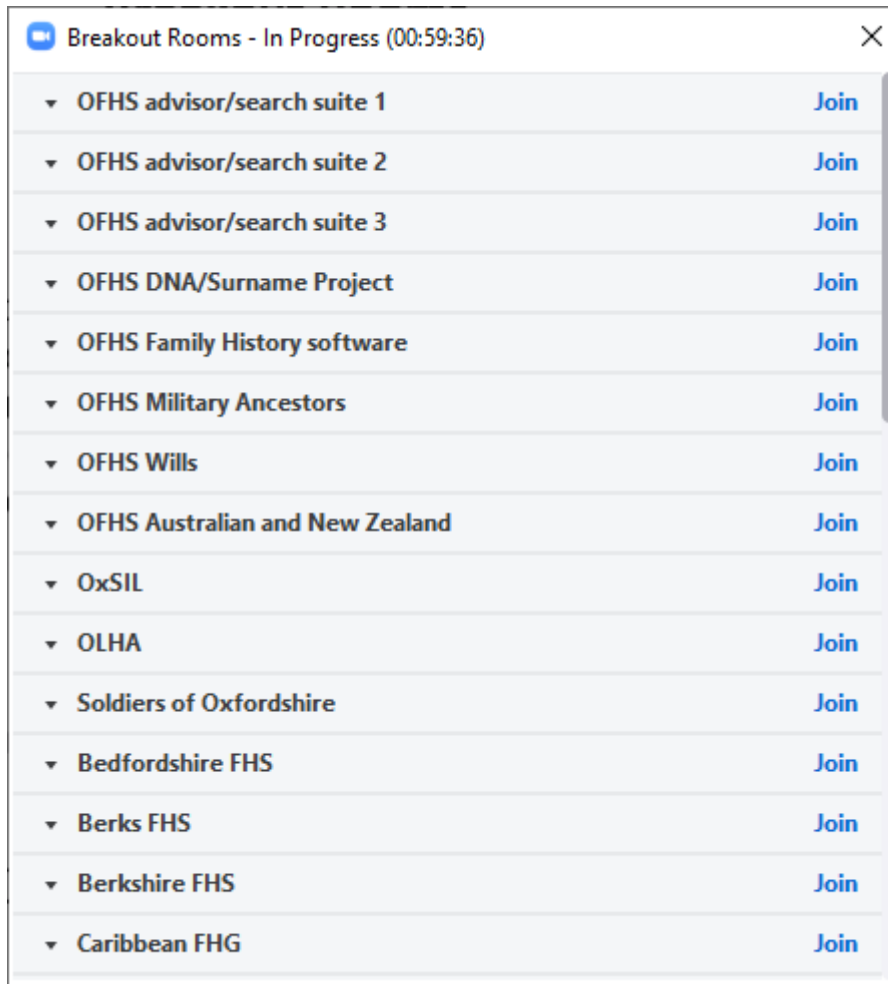 Breakout Rooms - In Progress (00:59:36)
OFHS advisor/search suite 1 Join
OFHS advisor/search suite 2 Join
OFHS advisor/search suite 3 Join
OFHS DNA/Surname Project Join
OFHS Family History software Join
OFHS Military Ancestors Join
OFHS Wills Join
OFHS Australian and New Zealand Join
OxSIL Join
OLHA Join
Soldiers of Oxfordshire Join
Bedfordshire FHS Join
Berks FHS Join
Berkshire FHS Join
Caribbean FHG Join